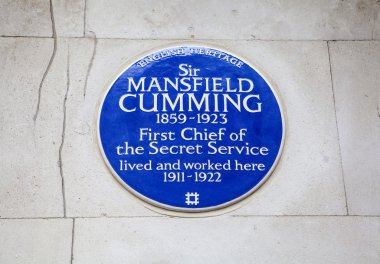 ENGLISH HERITAGE
Sir
MANSFIELD
CUMMING
1859-1923
First Chief of
the Secret Service
lived and worked here
1911-1922